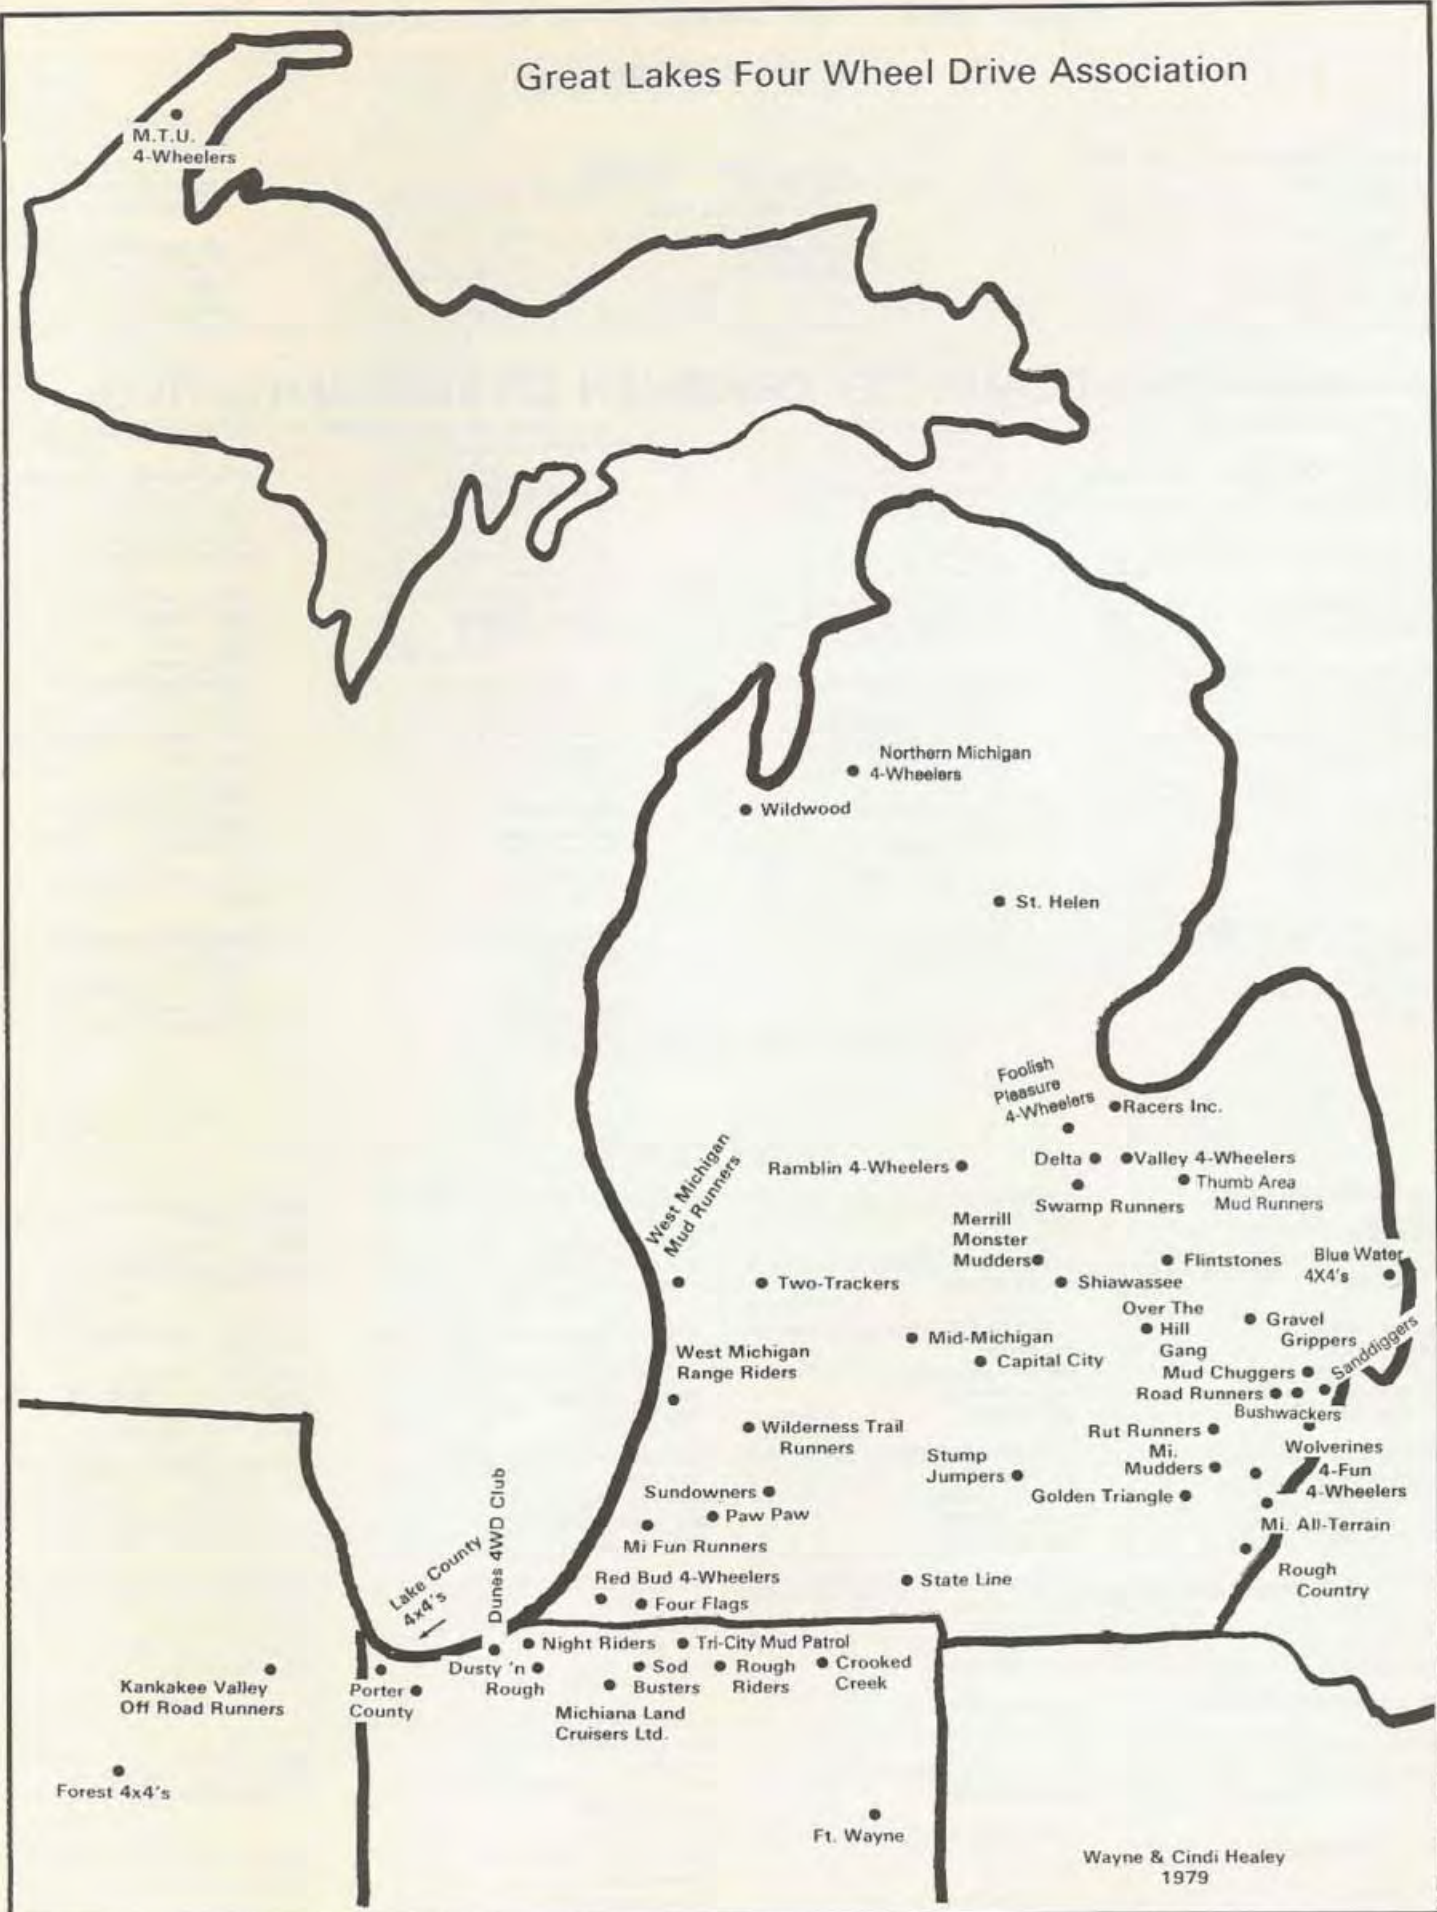 Great Lakes Four Wheel Drive Association
M.T.U.
4-Wheelers
Northern Michigan
4-Wheelers
Wildwood
St. Helen
Foolish
Pleasure
4-Wheelers
Racers Inc.
West Michigan
Mud Runners
Ramblin 4-Wheelers
Delta
Valley 4-Wheelers
Thumb Area
Mud Runners
Swamp Runners
Merrill
Monster
Mudders
Flintstones
Blue Water
4X4's
Two-Trackers
Shiawassee
Over The
Hill
Gang
Gravel
Grippers
Sanddiggers
Mid-Michigan
Capital City
West Michigan
Range Riders
Mud Chuggers
Road Runners
Bushwackers
Wilderness Trail
Runners
Rut Runners
Mi.
Mudders
Wolverines
4-Fun
4-Wheelers
Stump
Jumpers
Golden Triangle
Sundowners
Paw Paw
Mi Fun Runners
Mi. All-Terrain
Rough
Country
Lake County
4x4's
Dunes 4WD Club
Red Bud 4-Wheelers
Four Flags
State Line
Night Riders
Tri-City Mud Patrol
Dusty 'n
Rough
Sod
Busters
Rough
Riders
Crooked
Creek
Kankakee Valley
Off Road Runners
Porter
County
Michiana Land
Cruisers Ltd.
Forest 4x4's
Ft. Wayne
Wayne & Cindi Healey
1979